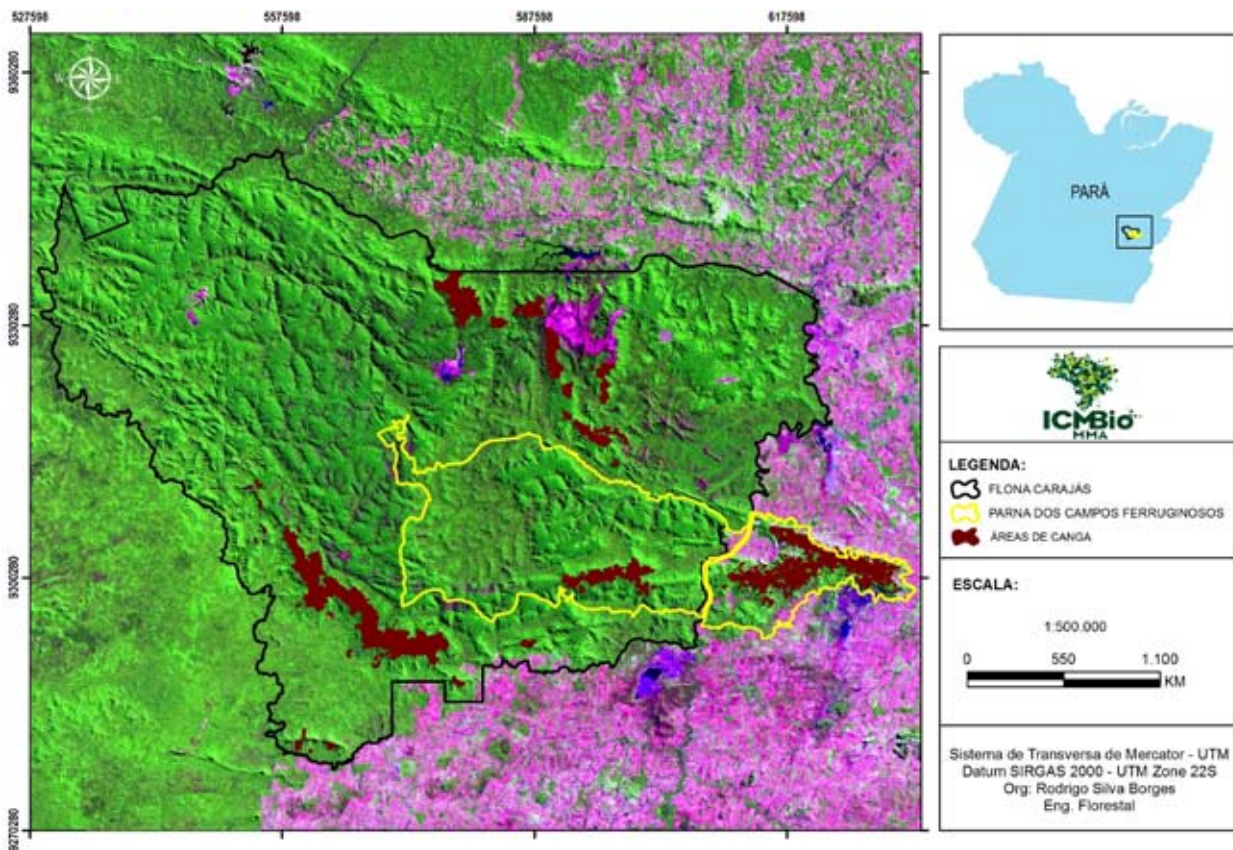 527598
557598
587598
617598
9360280
9330280
9300280
9270280
W
E
PARÁ
ICMBio
MMA
LEGENDA:
FLONA CARAJÁS
PARNA DOS CAMPOS FERRUGINOSOS
ÁREAS DE CANGA
ESCALA:
1:500.000
0 550 1.100
KM
Sistema de Transversa de Mercator - UTM
Datum SIRGAS 2000 - UTM Zone 22S
Org: Rodrigo Silva Borges
Eng. Florestal